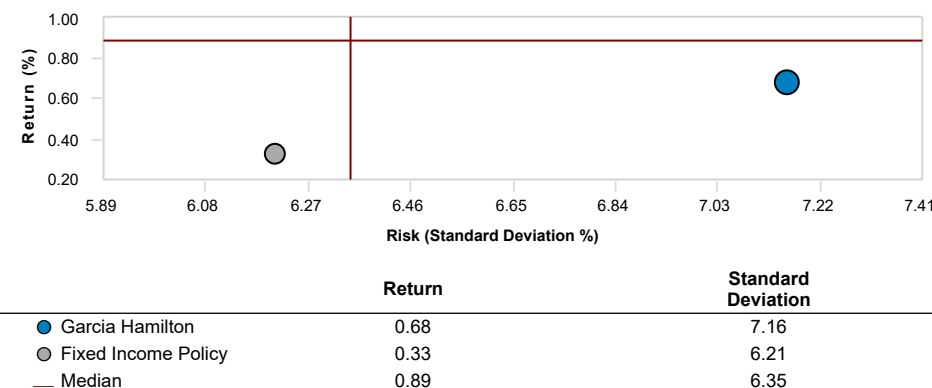 1.00
0.80
0.60
0.40
0.20
Return (%)
5.89 6.08 6.27 6.46 6.65 6.84 7.03 7.22 7.41
Risk (Standard Deviation %)
Return Standard Deviation
Garcia Hamilton 0.68 7.16
Fixed Income Policy 0.33 6.21
Median 0.89 6.35